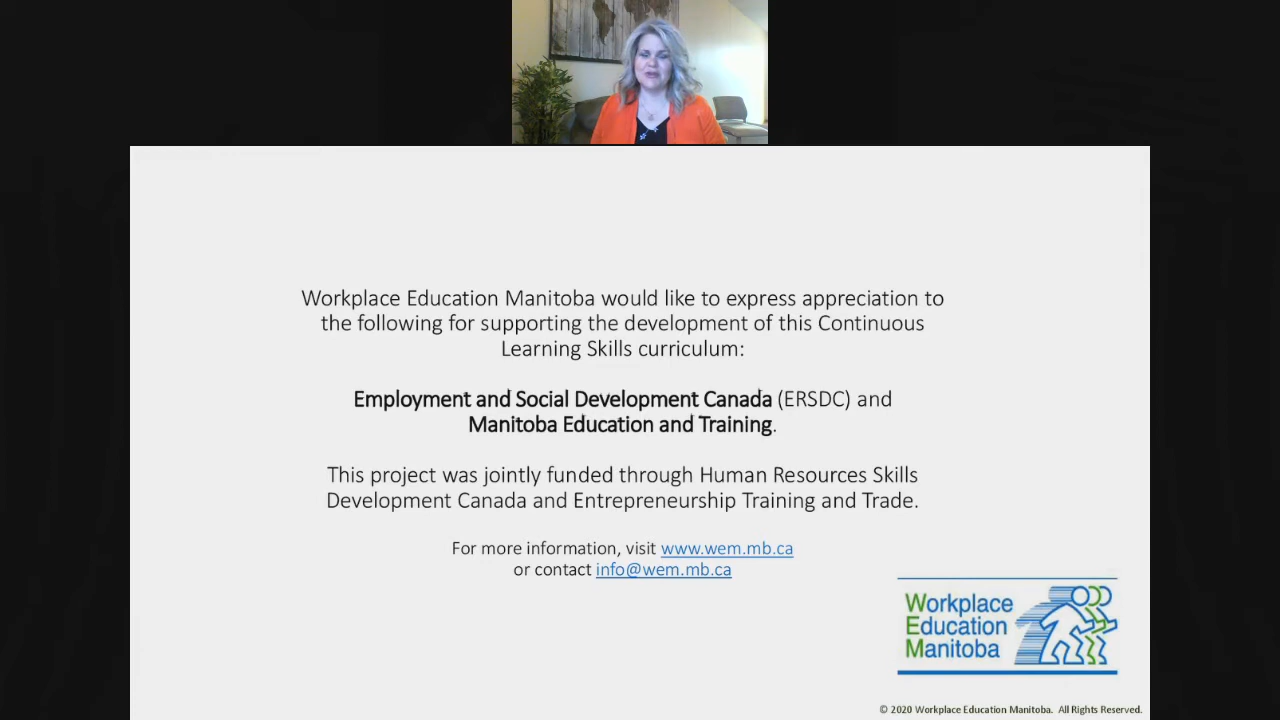 Workplace Education Manitoba would like to express appreciation to
the following for supporting the development of this Continuous
Learning Skills curriculum:
Employment and Social Development Canada (ERSDC) and
Manitoba Education and Training.
This project was jointly funded through Human Resources Skills
Development Canada and Entrepreneurship Training and Trade.
For more information, visit www.wem.mb.ca
or contact info@wem.mb.ca
Workplace
Education
Manitoba
© 2020 Workplace Education Manitoba. All Rights Reserved.